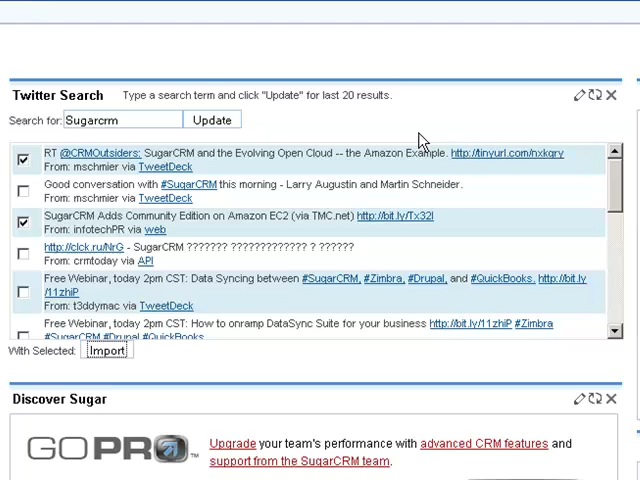 Twitter Search Type a search term and click "Update" for last 20 results.
Search for: Sugarcrm Update
RT @CRMOutsiders: SugarCRM and the Evolving Open Cloud -- the Amazon Example. http://tinyurl.com/nxkqry
From: mschmier via TweetDeck
Good conversation with #SugarCRM this morning - Larry Augustin and Martin Schneider.
From: mschmier via TweetDeck
SugarCRM Adds Community Edition on Amazon EC2 (via TMC.net) http://bit.ly/Tx32l
From: infotechPR via web
http://clck.ru/NrG - SugarCRM ??????? ????????????? ? ??????
From: crmtoday via API
Free Webinar, today 2pm CST: Data Syncing between #SugarCRM, #Zimbra, #Drupal, and #QuickBooks. http://bit.ly
/11zhiP
From: t3ddymac via TweetDeck
Free Webinar, today 2pm CST: How to onramp DataSync Suite for your business http://bit.ly/11zhiP #Zimbra
#SugarCRM #Drupal #QuickBooks
With Selected: Import
Discover Sugar
GO PRO™ Upgrade your team's performance with advanced CRM features and
support from the SugarCRM team.